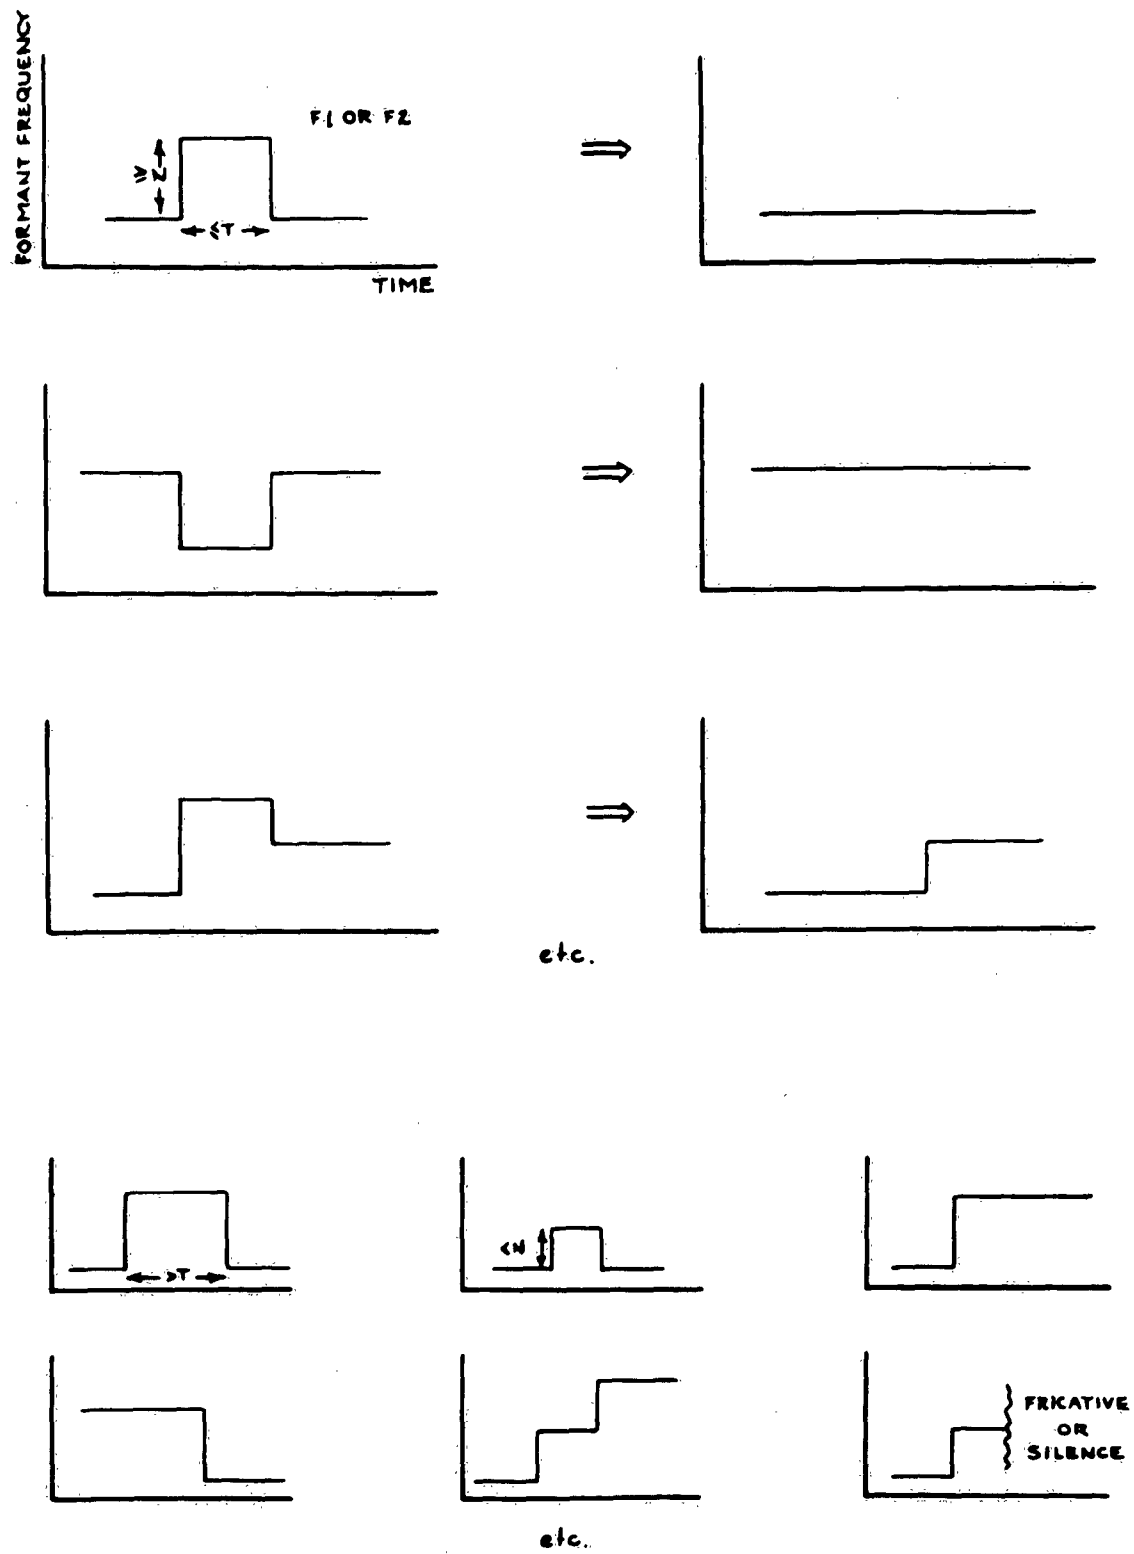 FORMANT FREQUENCY
F1 OR F2
≥N
≤T
TIME
etc.
>T
<N
FRICATIVE
OR
SILENCE
etc.